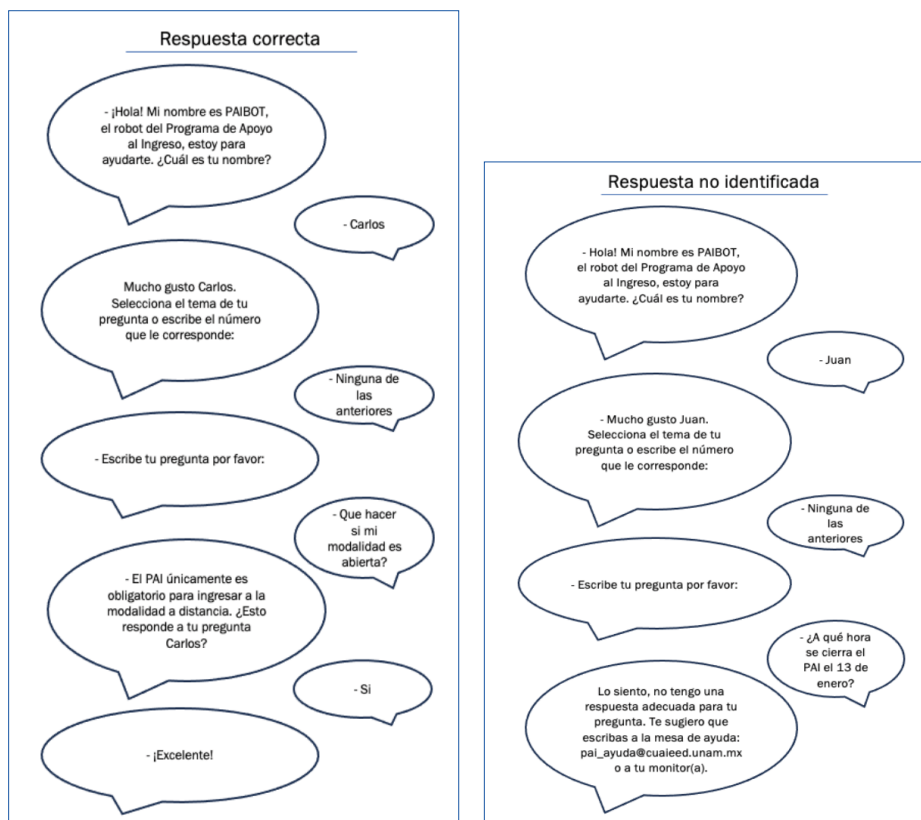 Respuesta correcta
- ¡Hola! Mi nombre es PAIBOT,
el robot del Programa de Apoyo
al Ingreso, estoy para
ayudarte. ¿Cuál es tu nombre?
- Carlos
Mucho gusto Carlos.
Selecciona el tema de tu
pregunta o escribe el número
que le corresponde:
- Ninguna de
las
anteriores
- Escribe tu pregunta por favor:
- Que hacer
si mi
modalidad es
abierta?
- El PAI únicamente es
obligatorio para ingresar a la
modalidad a distancia. ¿Esto
responde a tu pregunta
Carlos?
- Si
- ¡Excelente!
Respuesta no identificada
- Hola! Mi nombre es PAIBOT,
el robot del Programa de Apoyo
al Ingreso, estoy para
ayudarte. ¿Cuál es tu nombre?
- Juan
- Mucho gusto Juan.
Selecciona el tema de tu
pregunta o escribe el número
que le corresponde:
- Ninguna de
las
anteriores
- Escribe tu pregunta por favor:
- ¿A qué hora
se cierra el
PAI el 13 de
enero?
Lo siento, no tengo una
respuesta adecuada para tu
pregunta. Te sugiero que
escribas a la mesa de ayuda:
pai_ayuda@cuaieed.unam.mx
o a tu monitor(a).